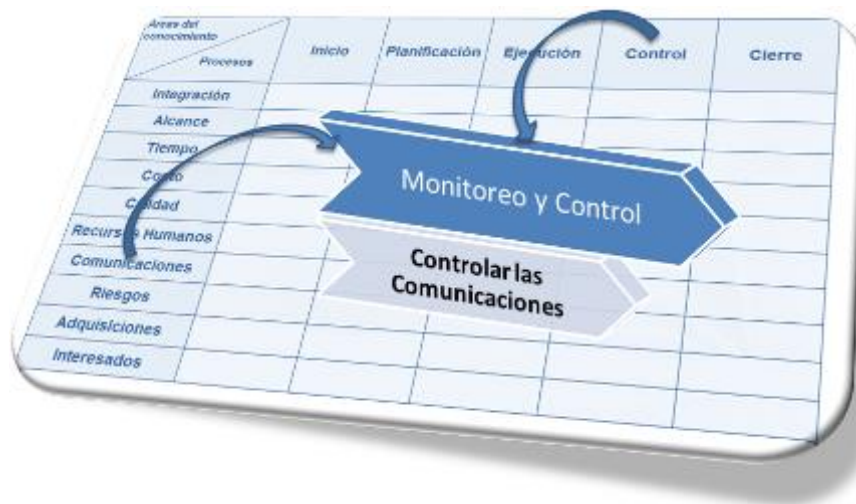 Áreas del
conocimiento
Procesos
Inicio
Planificación
Ejecución
Control
Cierre
Integración
Alcance
Tiempo
Costo
Calidad
Recursos Humanos
Comunicaciones
Riesgos
Adquisiciones
Interesados
Monitoreo y Control
Controlar las
Comunicaciones